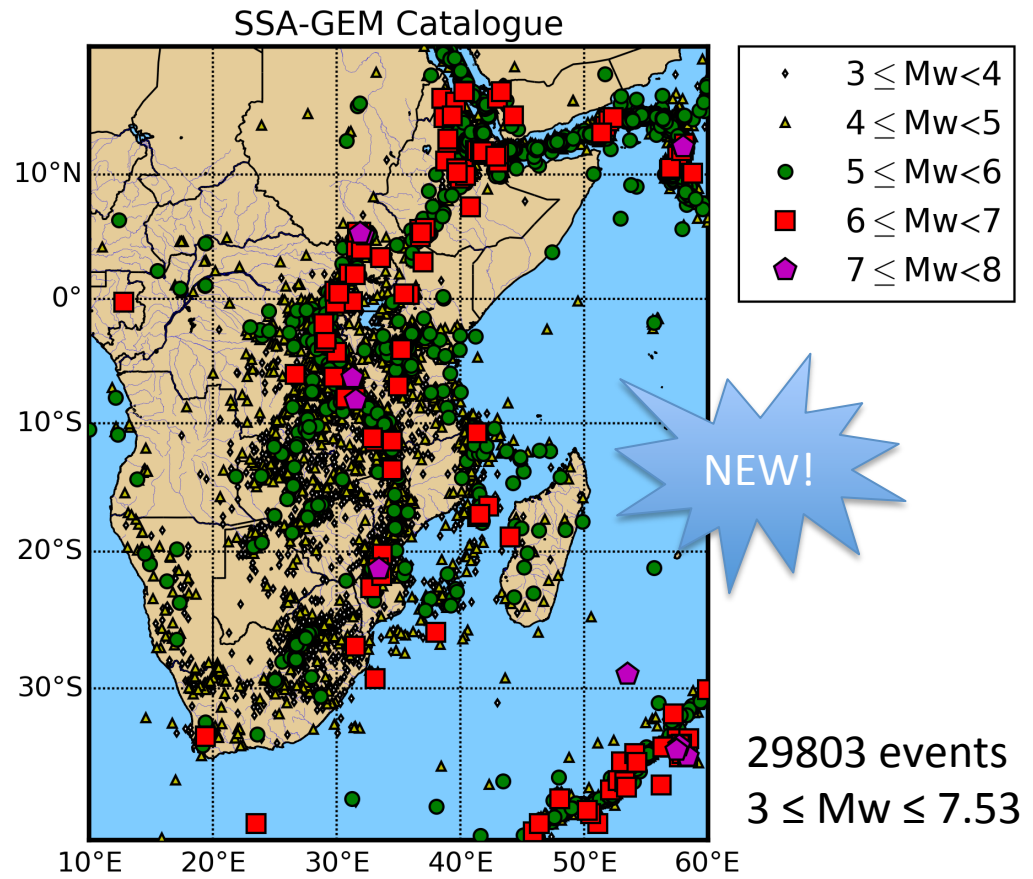 SSA-GEM Catalogue
3 ≤ Mw<4
4 ≤ Mw<5
5 ≤ Mw<6
6 ≤ Mw<7
7 ≤ Mw<8
10°N
0°
10°S
20°S
30°S
10°E 20°E 30°E 40°E 50°E 60°E
NEW!
29803 events
3 ≤ Mw ≤ 7.53